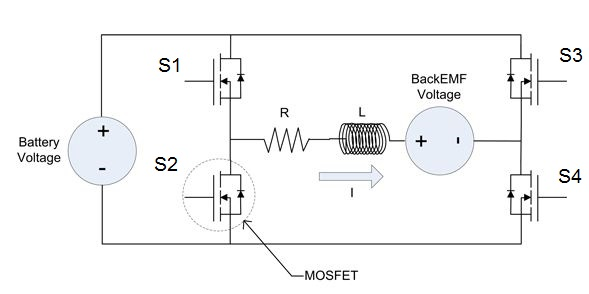 S1
S3
BackEMF
Voltage
R
L
+
Battery
Voltage
-
+
-
S2
S4
I
MOSFET